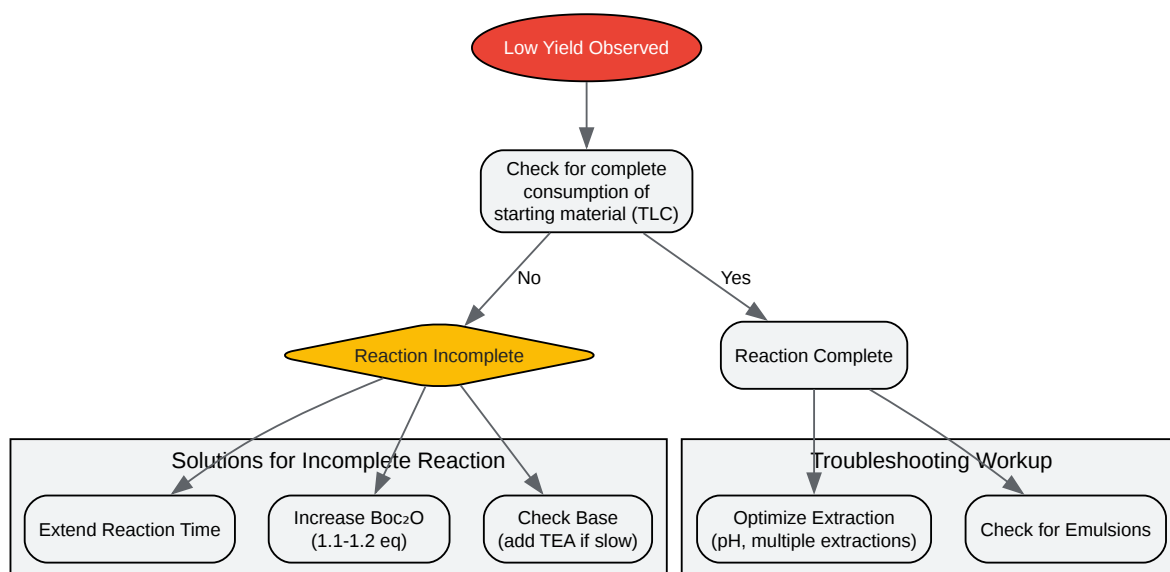 Low Yield Observed
Check for complete
consumption of
starting material (TLC)
No
Yes
Reaction Incomplete
Reaction Complete
Solutions for Incomplete Reaction
Troubleshooting Workup
Extend Reaction Time
Increase Boc₂O
(1.1-1.2 eq)
Check Base
(add TEA if slow)
Optimize Extraction
(pH, multiple extractions)
Check for Emulsions